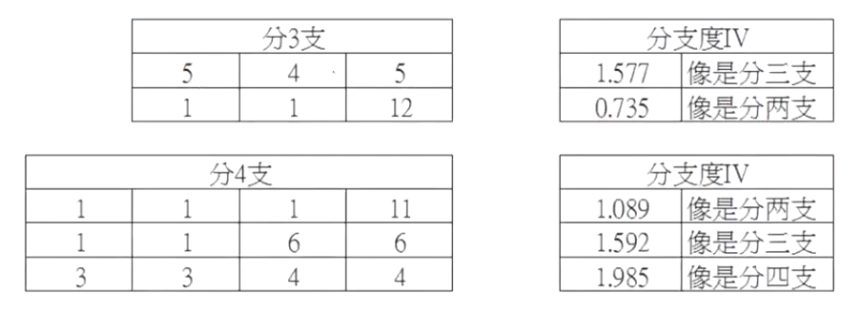 分3支 分支度IV
5 4 5 1.577 像是分三支
1 1 12 0.735 像是分两支
分4支 分支度IV
1 1 1 11 1.089 像是分两支
1 1 6 6 1.592 像是分三支
3 3 4 4 1.985 像是分四支